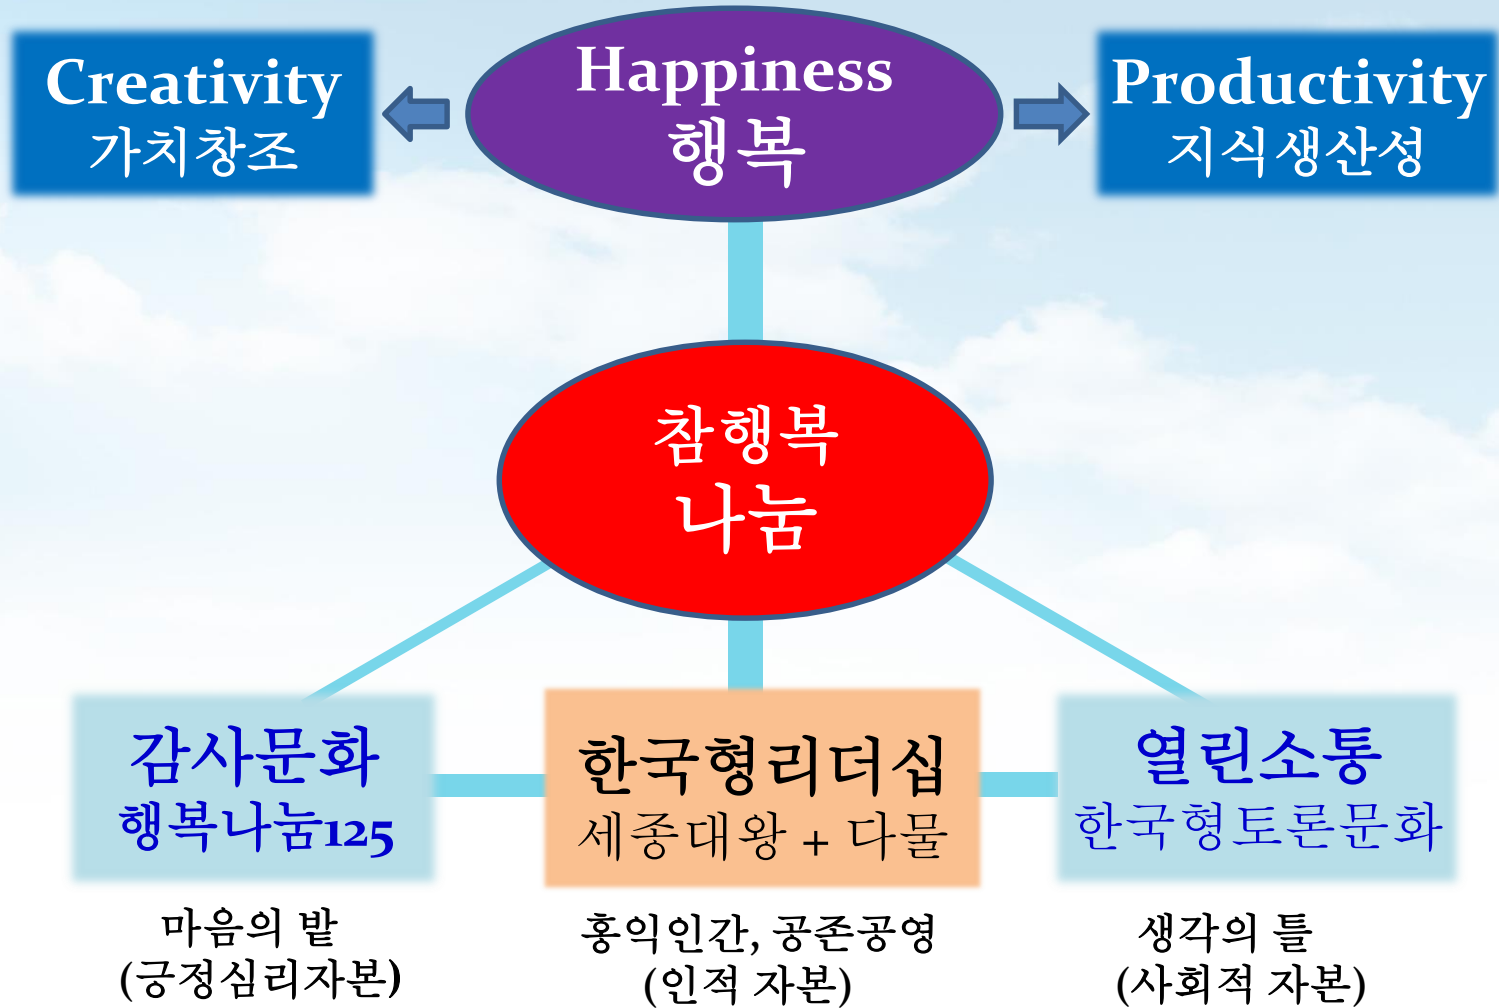 Creativity
가치창조
Happiness
행복
Productivity
지식생산성
참행복
나눔
감사문화
행복나눔125
한국형리더십
세종대왕 + 다물
열린소통
한국형토론문화
마음의 밭
(긍정심리자본)
홍익인간, 공존공영
(인적 자본)
생각의 틀
(사회적 자본)